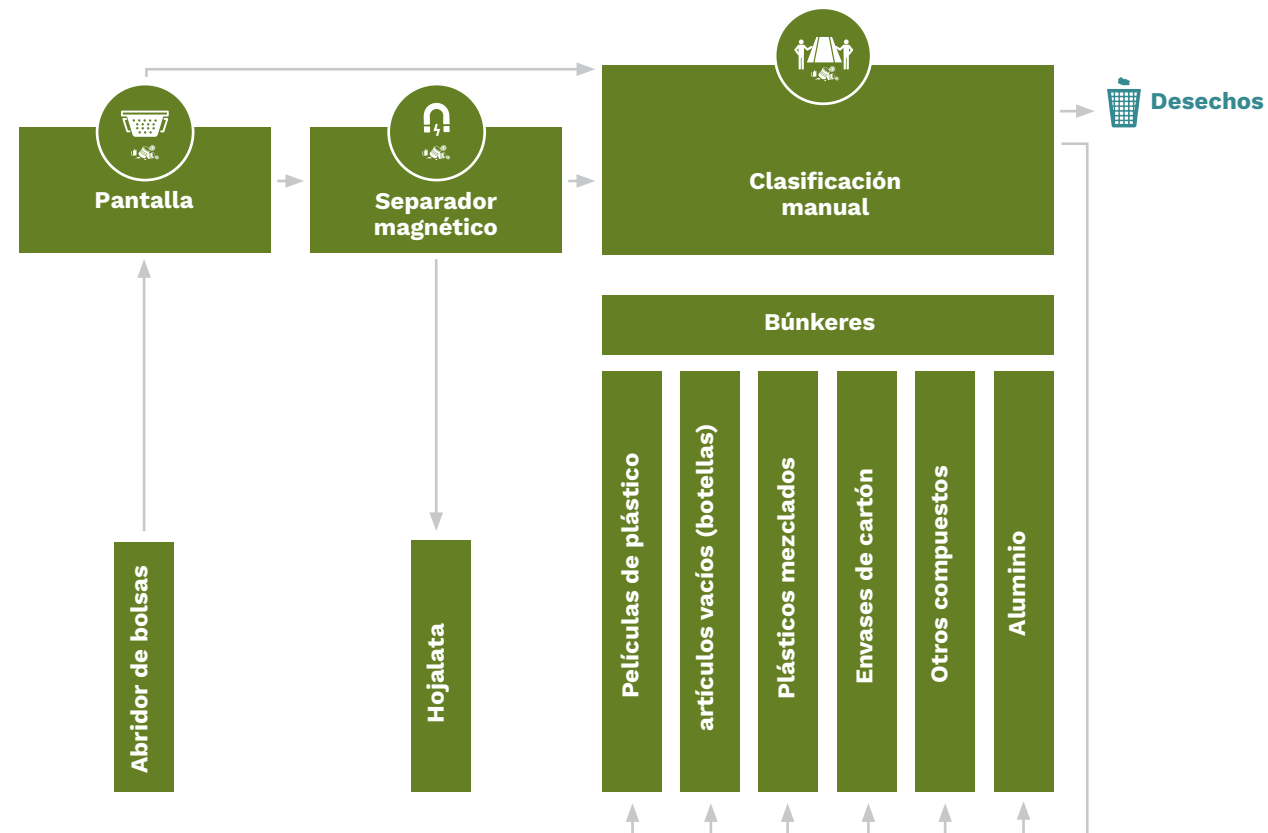 Desechos
Pantalla
Separador
magnético
Clasificación
manual
Búnkeres
Abridor de bolsas
Hojalata
Películas de plástico
artículos vacíos (botellas)
Plásticos mezclados
Envases de cartón
Otros compuestos
Aluminio